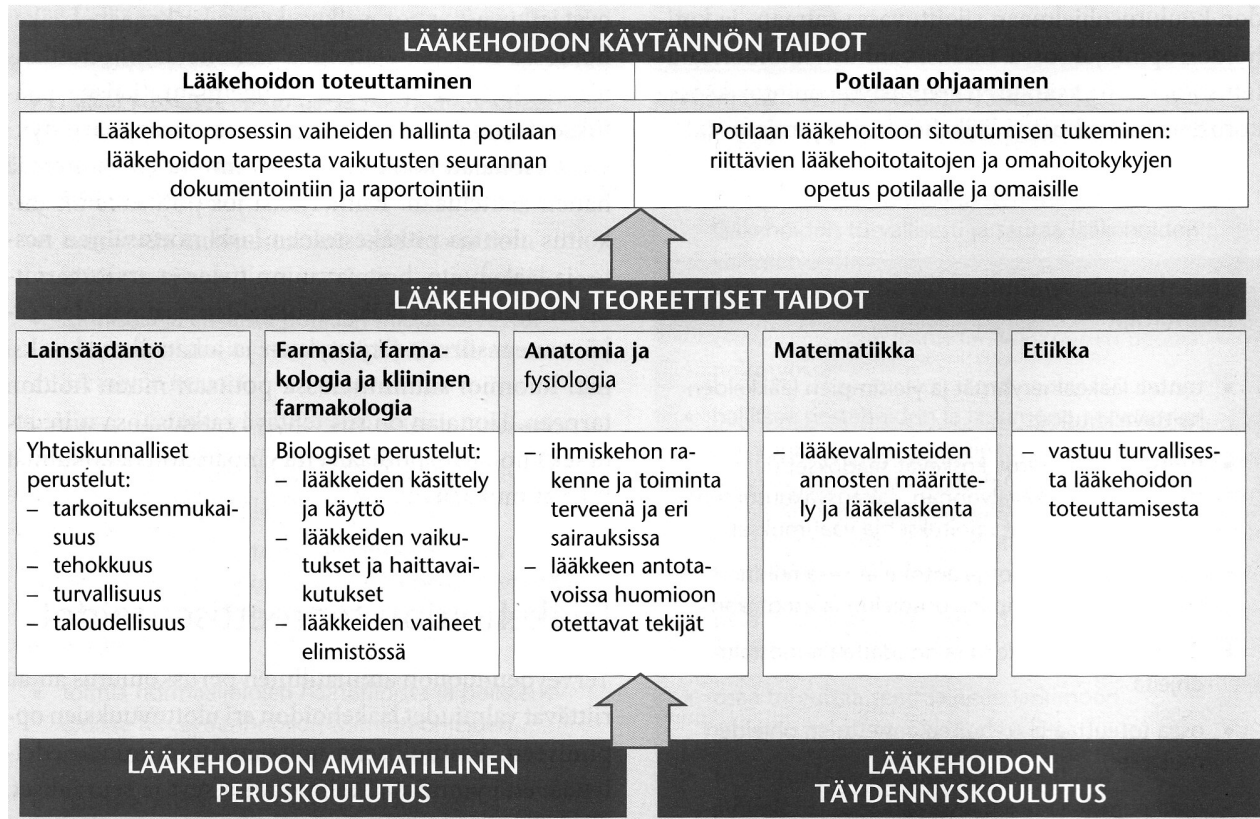 LÄÄKEHOIDON KÄYTÄNNÖN TAIDOT
Lääkehoidon toteuttaminen
Lääkehoitoprosessin vaiheiden hallinta potilaan
lääkehoidon tarpeesta vaikutusten seurannan
dokumentointiin ja raportointiin
Potilaan ohjaaminen
Potilaan lääkehoitoon sitoutumisen tukeminen:
riittävien lääkehoitotaitojen ja omahoitokykyjen
opetus potilaalle ja omaisille
LÄÄKEHOIDON TEOREETTISET TAIDOT
Lainsäädäntö
Yhteiskunnalliset
perustelut:
– tarkoituksenmukai-
suus
– tehokkuus
– turvallisuus
– taloudellisuus
Farmasia, farma-
kologia ja kliininen
farmakologia
Biologiset perustelut:
– lääkkeiden käsittely
ja käyttö
– lääkkeiden vaiku-
tukset ja haittavai-
kutukset
– lääkkeiden vaiheet
elimistössä
Anatomia ja
fysiologia
– ihmiskehon ra-
kenne ja toiminta
terveenä ja eri
sairauksissa
– lääkkeen antota-
voissa huomioon
otettavat tekijät
Matematiikka
– lääkevalmisteiden
annosten määritte-
ly ja lääkelaskenta
Etiikka
– vastuu turvallises-
ta lääkehoidon
toteuttamisesta
LÄÄKEHOIDON AMMATILLINEN
PERUSKOULUTUS
LÄÄKEHOIDON
TÄYDENNYSKOULUTUS